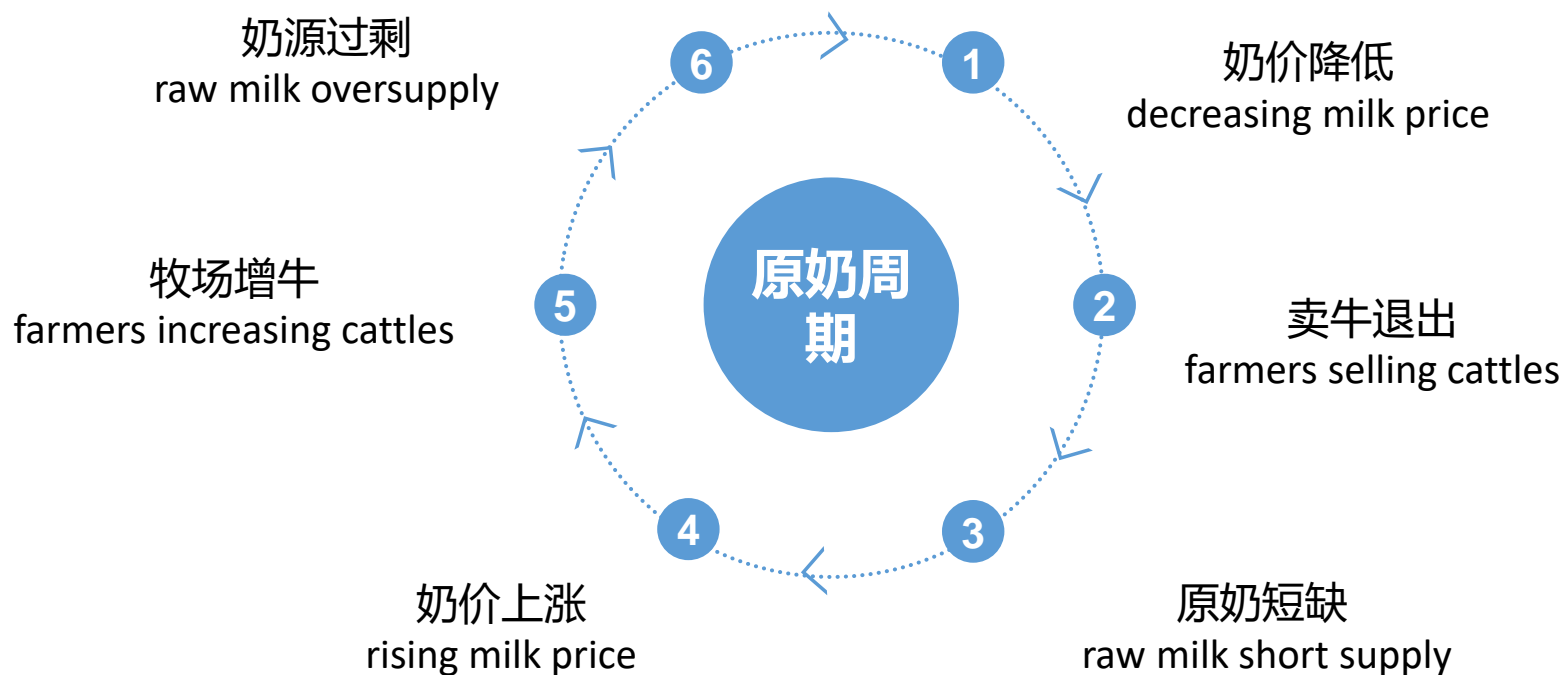 奶源过剩
raw milk oversupply
6
1
奶价降低
decreasing milk price
牧场增牛
farmers increasing cattles
5
原奶周
期
2
卖牛退出
farmers selling cattles
4
3
奶价上涨
rising milk price
原奶短缺
raw milk short supply